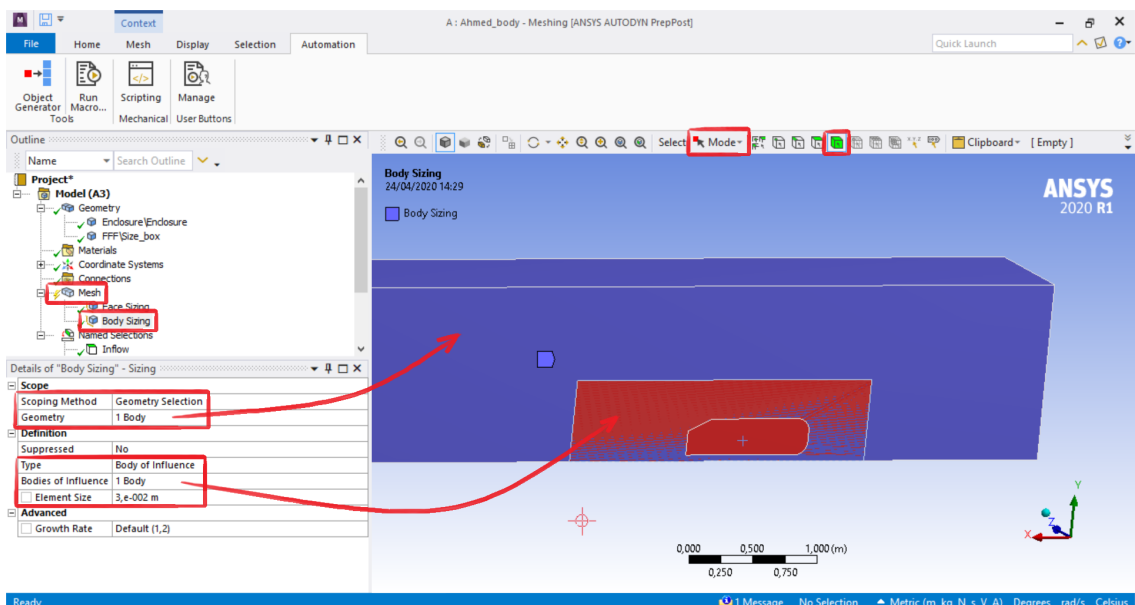 M
Context
A : Ahmed_body - Meshing [ANSYS AUTODYN PrepPost]
File Home Mesh Display Selection Automation
Quick Launch
Object Generator
Run Macro...
Scripting
Manage
Tools
Mechanical
User Buttons
Outline
Name
Search Outline
Select
Mode
Clipboard
[ Empty ]
Project*
Model (A3)
Geometry
Enclosure\Enclosure
FFF\Size_box
Materials
Coordinate Systems
Connections
Mesh
Face Sizing
Body Sizing
Named Selections
Inflow
Body Sizing
24/04/2020 14:29
Body Sizing
ANSYS
2020 R1
Details of "Body Sizing" - Sizing
Scope
Scoping Method Geometry Selection
Geometry 1 Body
Definition
Suppressed No
Type Body of Influence
Bodies of Influence 1 Body
Element Size 3,e-002 m
Advanced
Growth Rate Default (1,2)
Y
Z
X
0,000 0,500 1,000 (m)
0,250 0,750
Ready
1 Message No Selection Metric (m, kg, N, s, V, A) Degrees rad/s Celsius